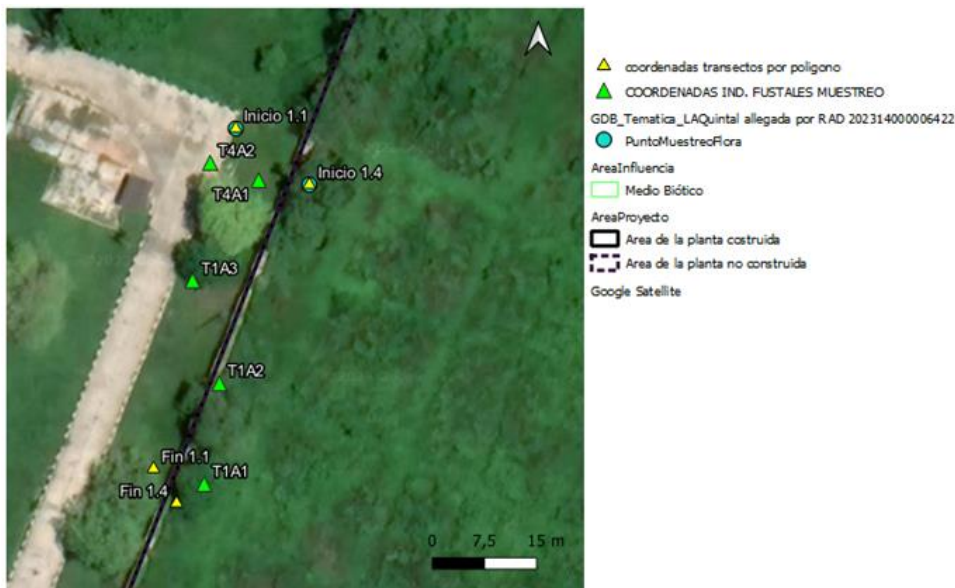 Inicio 1.1
T4A2
T4A1
Inicio 1.4
T1A3
T1A2
Fin 1.1
T1A1
Fin 1.4
0 7,5 15 m
coordenadas transectos por poligono
COORDENADAS IND. FUSTALES MUESTREO
GDB_Tematica_LAQuintal allegada por RAD 202314000006422
PuntoMuestreoFlora
AreaInfluencia
Medio Biótico
AreaProyecto
Area de la planta costruida
Area de la planta no construida
Google Satellite